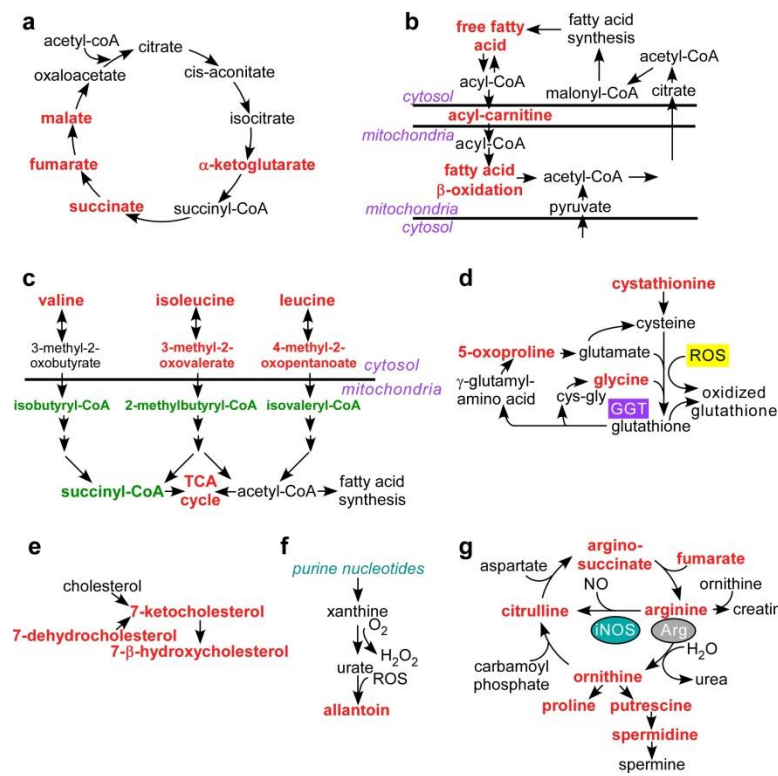 a
acetyl-coA
citrate
oxaloacetate
cis-aconitate
isocitrate
malate
fumarate
α-ketoglutarate
succinate
succinyl-CoA
b
free fatty
acid
fatty acid
synthesis
acetyl-CoA
acyl-CoA
malonyl-CoA
citrate
cytosol
acyl-carnitine
mitochondria
acyl-CoA
fatty acid
β-oxidation
acetyl-CoA
mitochondria
pyruvate
cytosol
c
valine
isoleucine
leucine
3-methyl-2-
oxobutyrate
3-methyl-2-
oxovalerate
4-methyl-2-
oxopentanoate
cytosol
mitochondria
isobutyryl-CoA
2-methylbutyryl-CoA
isovaleryl-CoA
succinyl-CoA
TCA
cycle
acetyl-CoA
fatty acid
synthesis
d
cystathionine
cysteine
5-oxoproline
glutamate
ROS
γ-glutamyl-
amino acid
glycine
cys-gly
GGT
glutathione
oxidized
glutathione
e
cholesterol
7-ketocholesterol
7-dehydrocholesterol
7-β-hydroxycholesterol
f
purine nucleotides
xanthine
O2
H2O2
urate
ROS
allantoin
g
argino-
succinate
fumarate
aspartate
NO
ornithine
citrulline
arginine
creatin
iNOS
Arg
H2O
carbamoyl
phosphate
ornithine
urea
proline
putrescine
spermidine
spermine